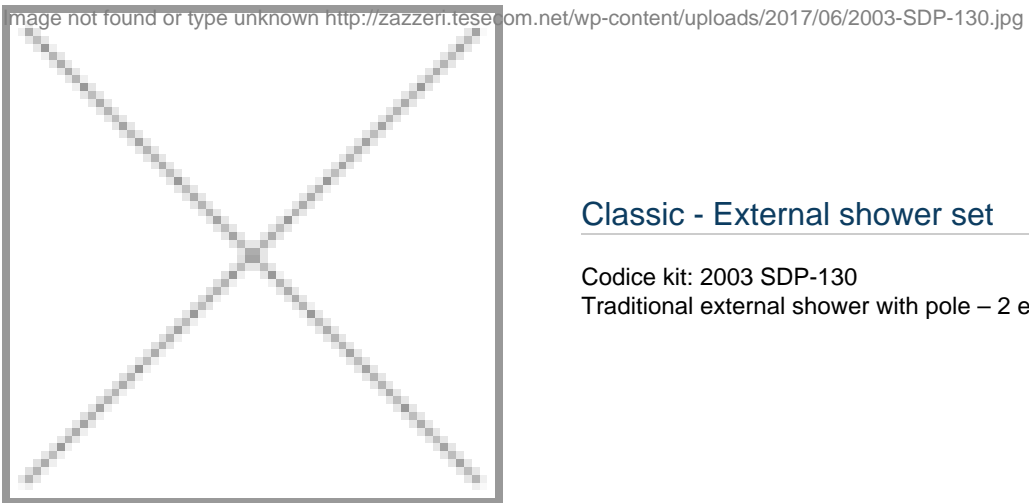 Image not found or type unknown http://zazzeri.tesecom.net/wp-content/uploads/2017/06/2003-SDP-130.jpg
Classic - External shower set
Codice kit: 2003 SDP-130
Traditional external shower with pole – 2 e